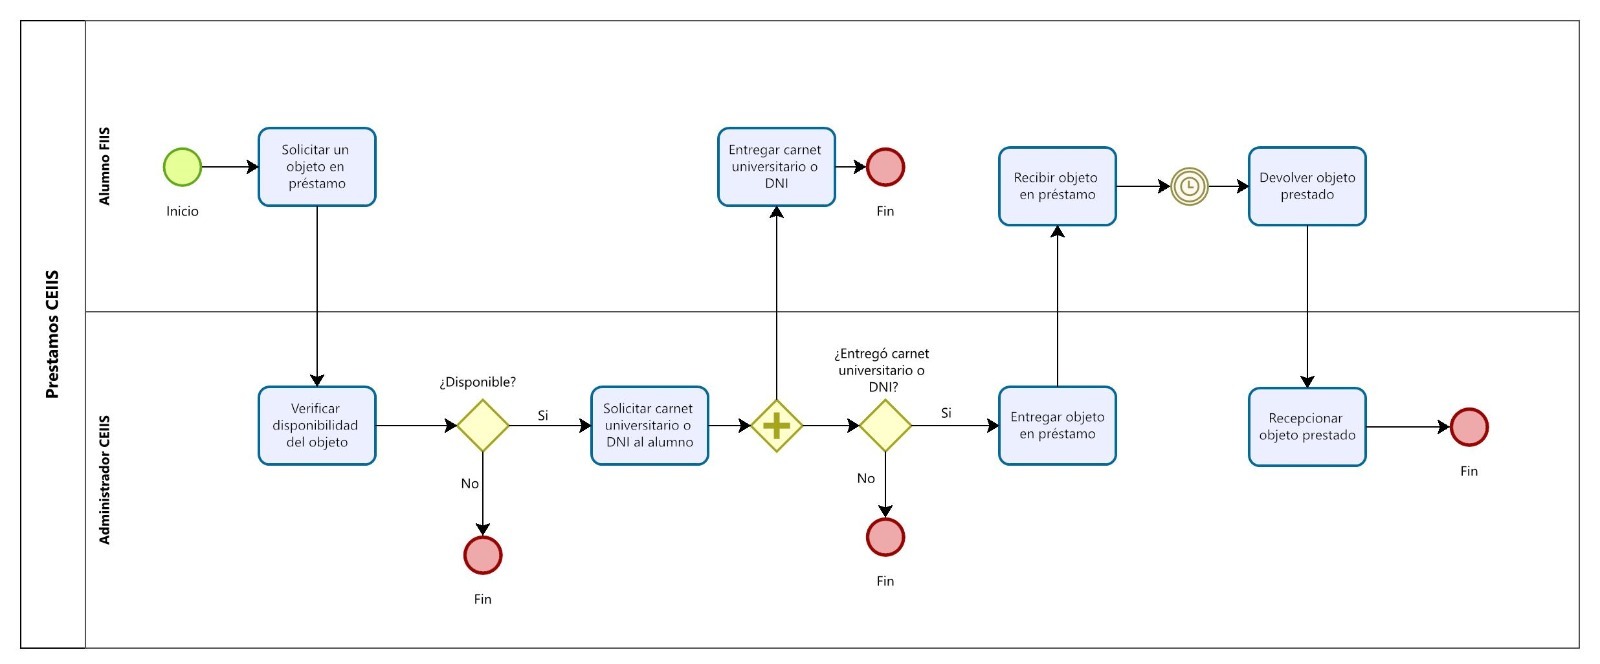 Prestamos CEIIS
Alumno FIIS
Inicio
Solicitar un
objeto en
préstamo
Entregar carnet
universitario o
DNI
Fin
Recibir objeto
en préstamo
Devolver objeto
prestado
Administrador CEIIS
Verificar
disponibilidad
del objeto
¿Disponible?
Si
No
Fin
Solicitar carnet
universitario o
DNI al alumno
¿Entregó carnet
universitario o
DNI?
Si
No
Fin
Entregar objeto
en préstamo
Recepcionar
objeto prestado
Fin